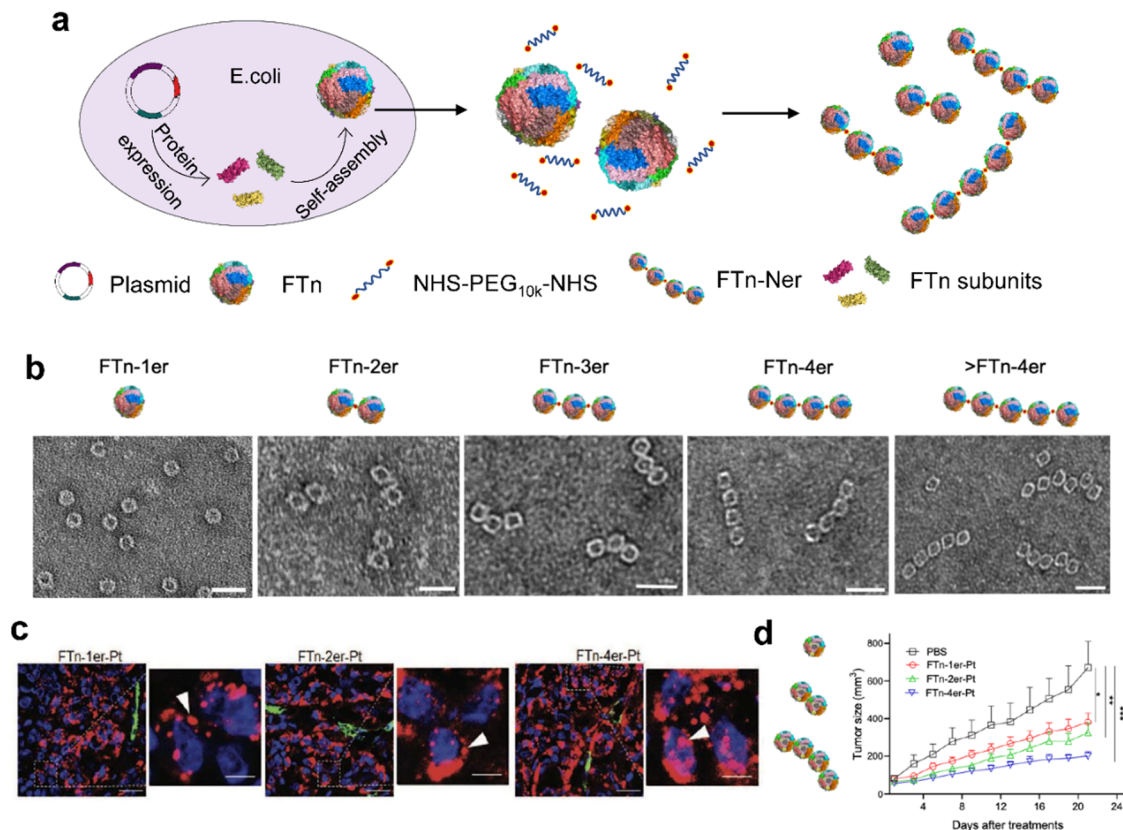 a
E.coli
Protein
expression
Self-assembly
Plasmid
FTn
NHS-PEG10k-NHS
FTn-Ner
FTn subunits
b
FTn-1er
FTn-2er
FTn-3er
FTn-4er
>FTn-4er
c
FTn-1er-Pt
FTn-2er-Pt
FTn-4er-Pt
d
800
600
400
200
0
Tumor size (mm³)
PBS
FTn-1er-Pt
FTn-2er-Pt
FTn-4er-Pt
*
**
***
4
8
12
16
20
24
Days after treatments